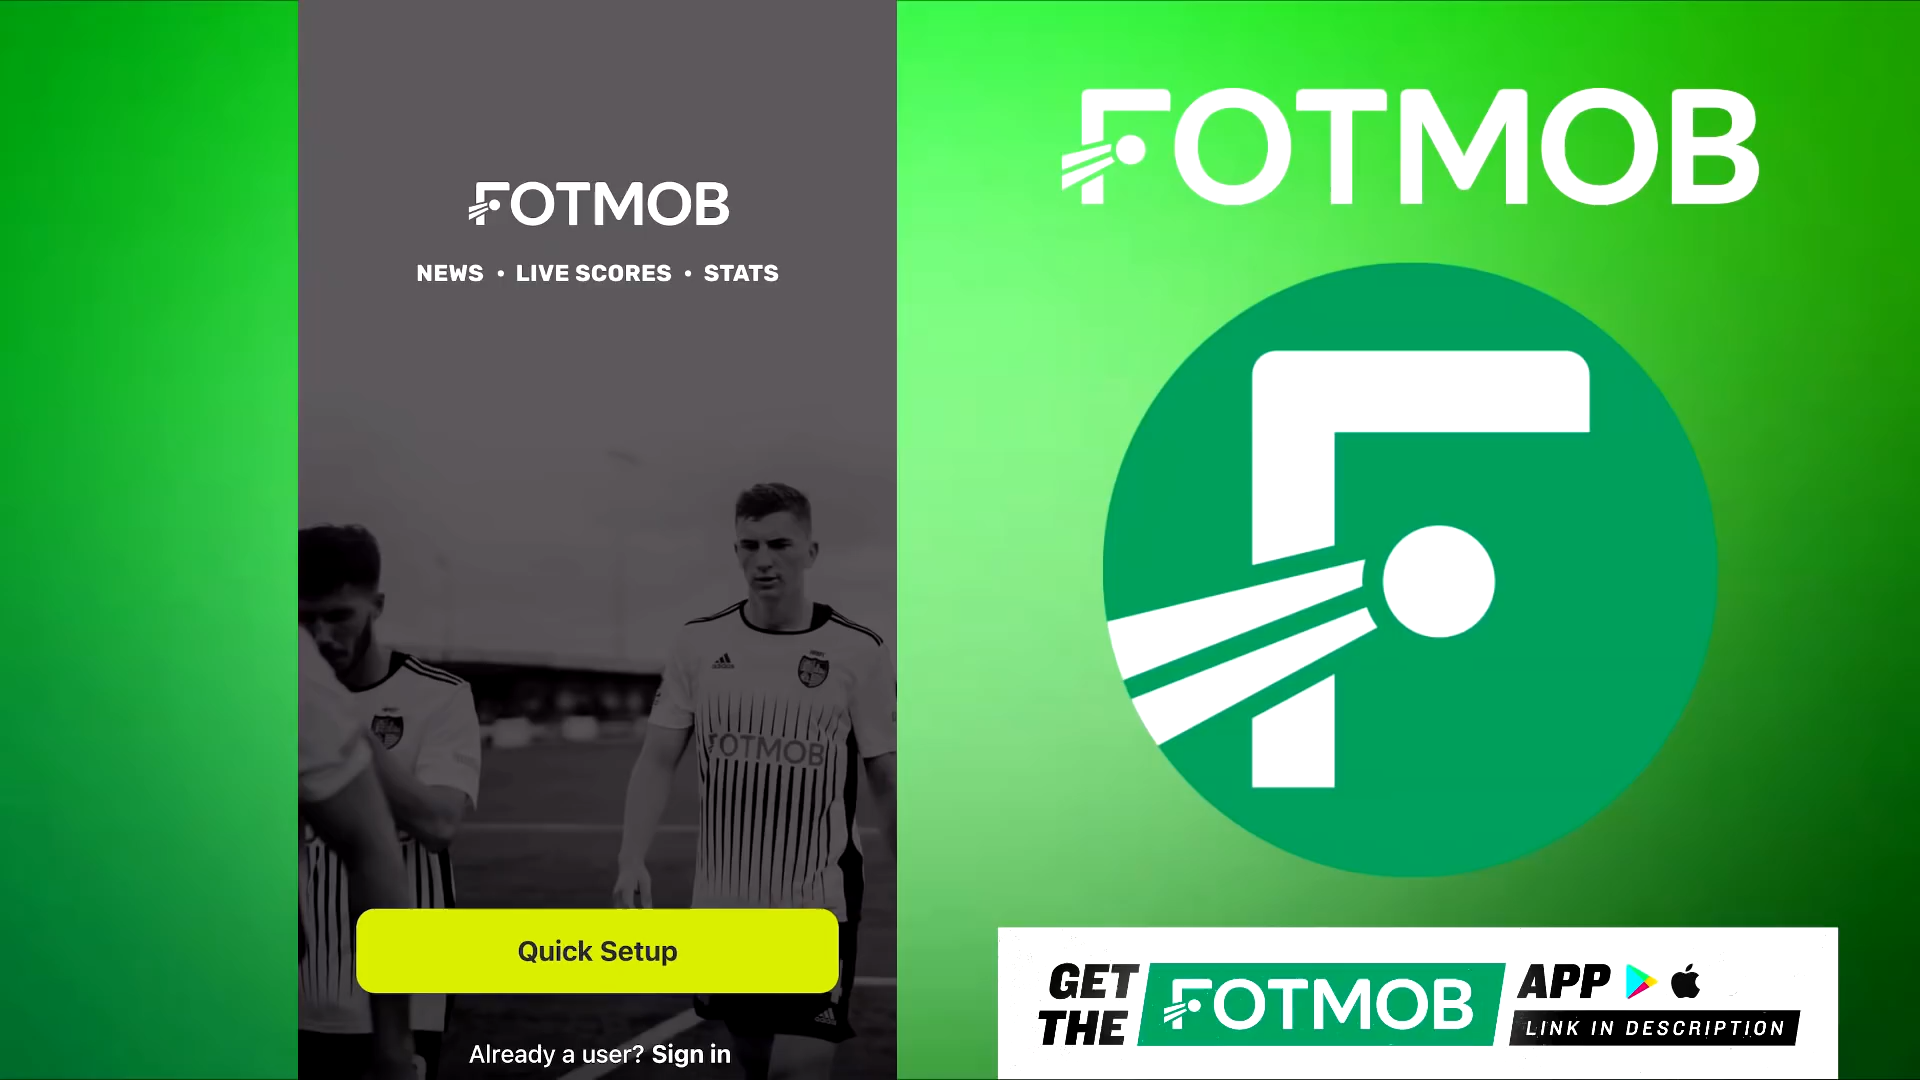 FOTMOB
NEWS • LIVE SCORES • STATS
FOTMOB
Quick Setup
Already a user? Sign in
FOTMOB
F
GET THE FOTMOB APP
LINK IN DESCRIPTION